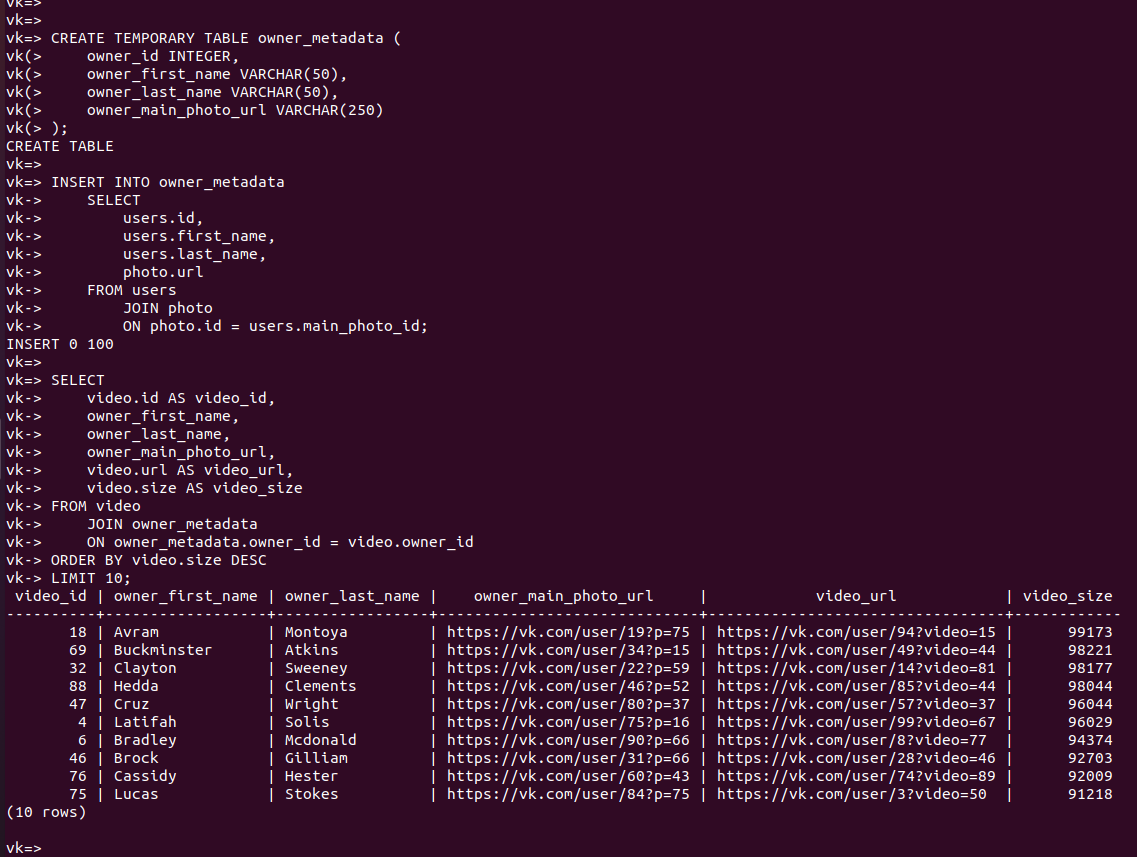 vk=>
vk=>
vk=> CREATE TEMPORARY TABLE owner_metadata (
vk(>     owner_id INTEGER,
vk(>     owner_first_name VARCHAR(50),
vk(>     owner_last_name VARCHAR(50),
vk(>     owner_main_photo_url VARCHAR(250)
vk(> );
CREATE TABLE
vk=>
vk=> INSERT INTO owner_metadata
vk->     SELECT
vk->         users.id,
vk->         users.first_name,
vk->         users.last_name,
vk->         photo.url
vk->     FROM users
vk->         JOIN photo
vk->         ON photo.id = users.main_photo_id;
INSERT 0 100
vk=>
vk=> SELECT
vk->     video.id AS video_id,
vk->     owner_first_name,
vk->     owner_last_name,
vk->     owner_main_photo_url,
vk->     video.url AS video_url,
vk->     video.size AS video_size
vk-> FROM video
vk->     JOIN owner_metadata
vk->     ON owner_metadata.owner_id = video.owner_id
vk-> ORDER BY video.size DESC
vk-> LIMIT 10;
 video_id | owner_first_name | owner_last_name |    owner_main_photo_url     |            video_url            | video_size
----------+------------------+-----------------+-----------------------------+---------------------------------+------------
       18 | Avram            | Montoya         | https://vk.com/user/19?p=75 | https://vk.com/user/94?video=15 |      99173
       69 | Buckminster      | Atkins          | https://vk.com/user/34?p=15 | https://vk.com/user/49?video=44 |      98221
       32 | Clayton          | Sweeney         | https://vk.com/user/22?p=59 | https://vk.com/user/14?video=81 |      98177
       88 | Hedda            | Clements        | https://vk.com/user/46?p=52 | https://vk.com/user/85?video=44 |      98044
       47 | Cruz             | Wright          | https://vk.com/user/80?p=37 | https://vk.com/user/57?video=37 |      96044
        4 | Latifah          | Solis           | https://vk.com/user/75?p=16 | https://vk.com/user/99?video=67 |      96029
        6 | Bradley          | Mcdonald        | https://vk.com/user/90?p=66 | https://vk.com/user/8?video=77  |      94374
       46 | Brock            | Gilliam         | https://vk.com/user/31?p=66 | https://vk.com/user/28?video=46 |      92703
       76 | Cassidy          | Hester          | https://vk.com/user/60?p=43 | https://vk.com/user/74?video=89 |      92009
       75 | Lucas            | Stokes          | https://vk.com/user/84?p=75 | https://vk.com/user/3?video=50  |      91218
(10 rows)

vk=>